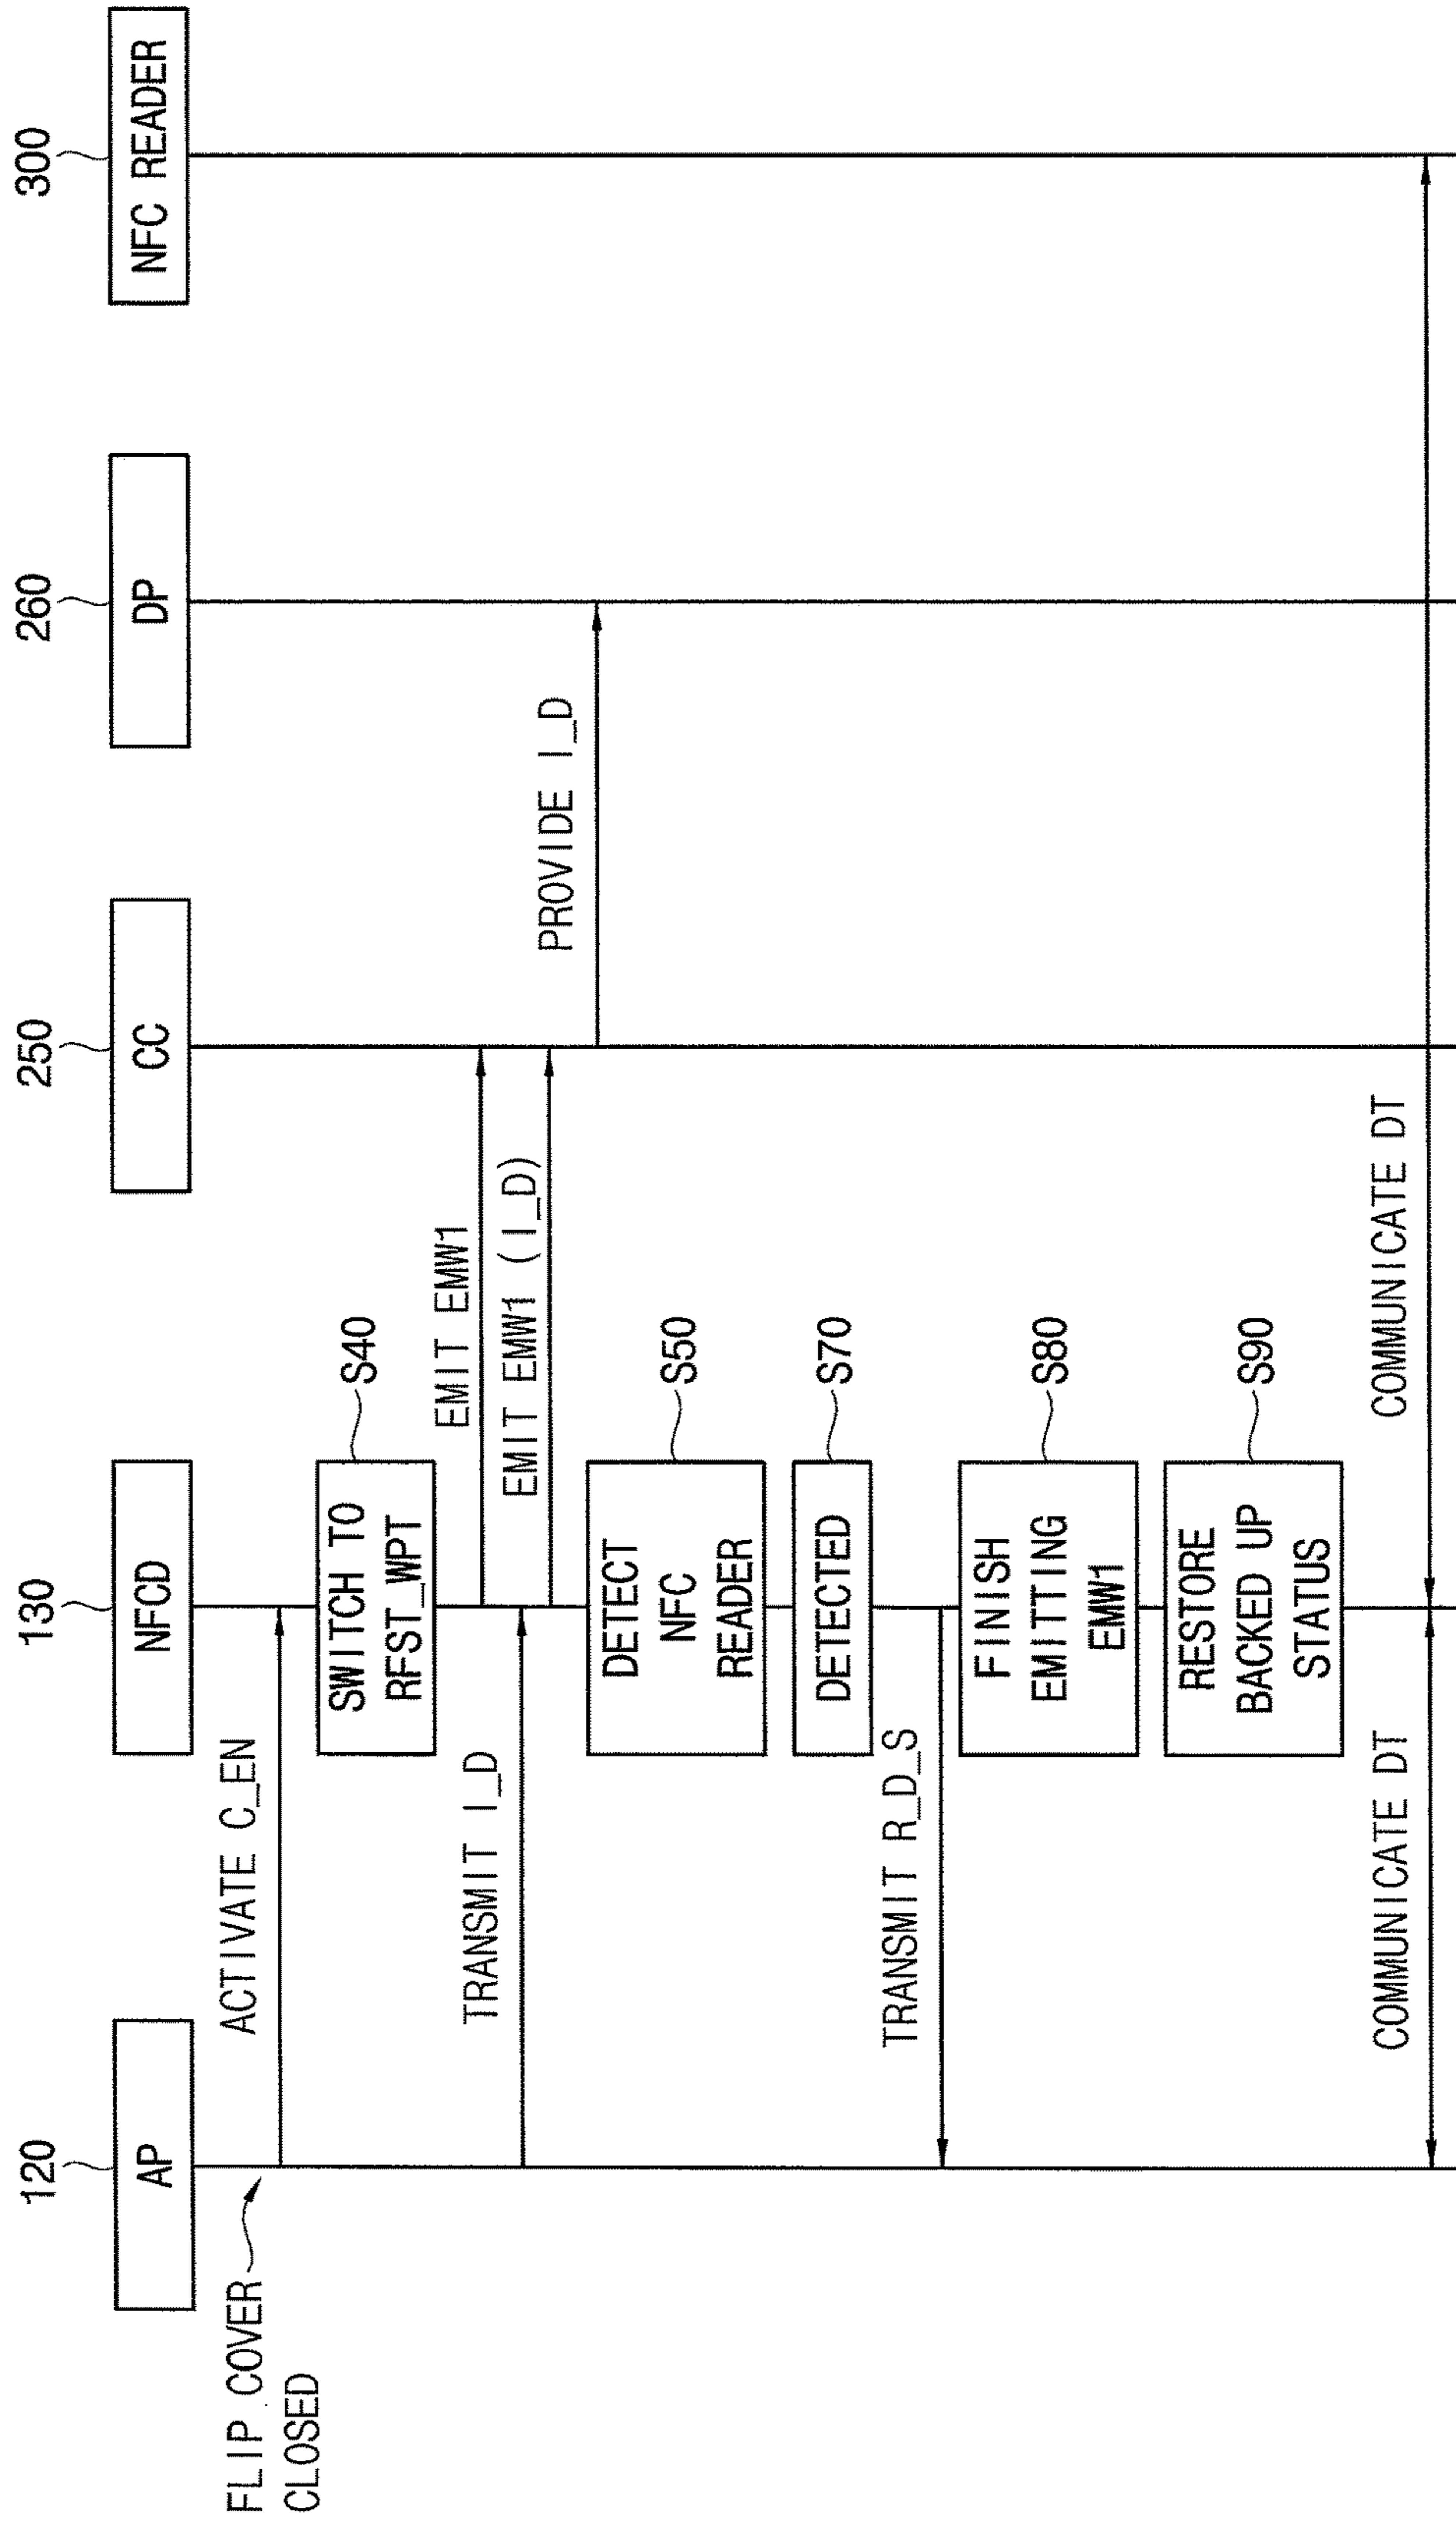 120
130
250
260
300
AP
NFCD
CC
DP
NFC READER
FLIP COVER
CLOSED
ACTIVATE C_EN
SWITCH TO
RFST_WPT
S40
EMIT EMW1
TRANSMIT I_D
EMIT EMW1 (I_D)
PROVIDE I_D
DETECT
NFC
READER
S50
DETECTED
S70
TRANSMIT R_D_S
FINISH
EMITTING
EMW1
S80
RESTORE
BACKED UP
STATUS
S90
COMMUNICATE DT
COMMUNICATE DT